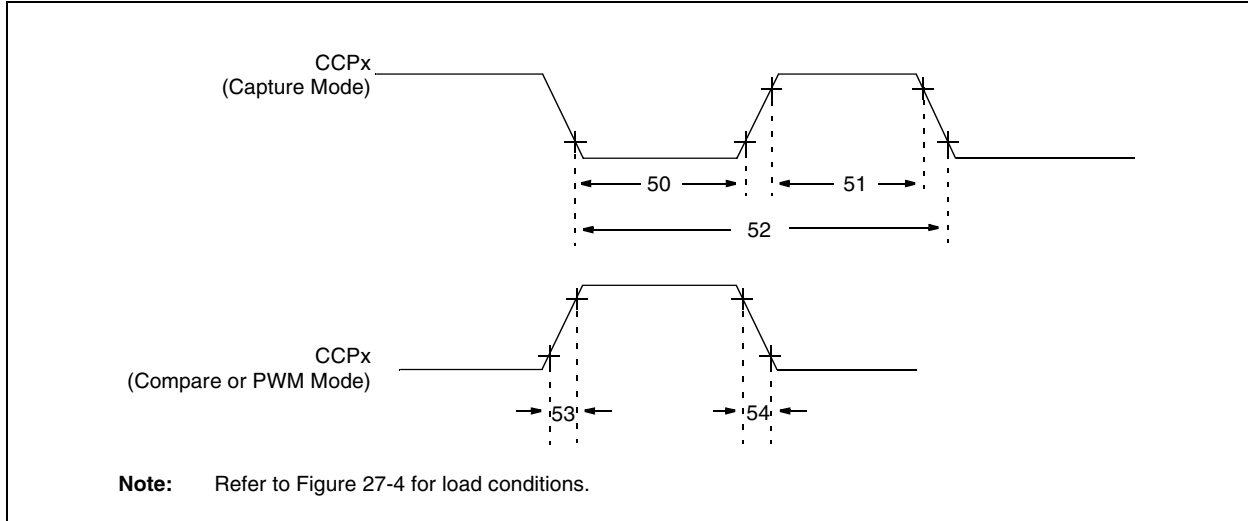 CCPx
(Capture Mode)
50
51
52
CCPx
(Compare or PWM Mode)
53
54
Note: Refer to Figure 27-4 for load conditions.